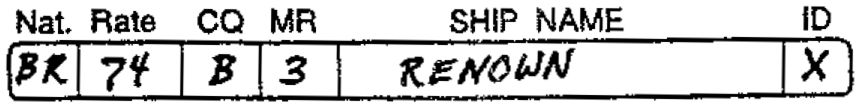 Nat. Rate CQ MR SHIP NAME ID
BR 74 B 3 RENOWN X